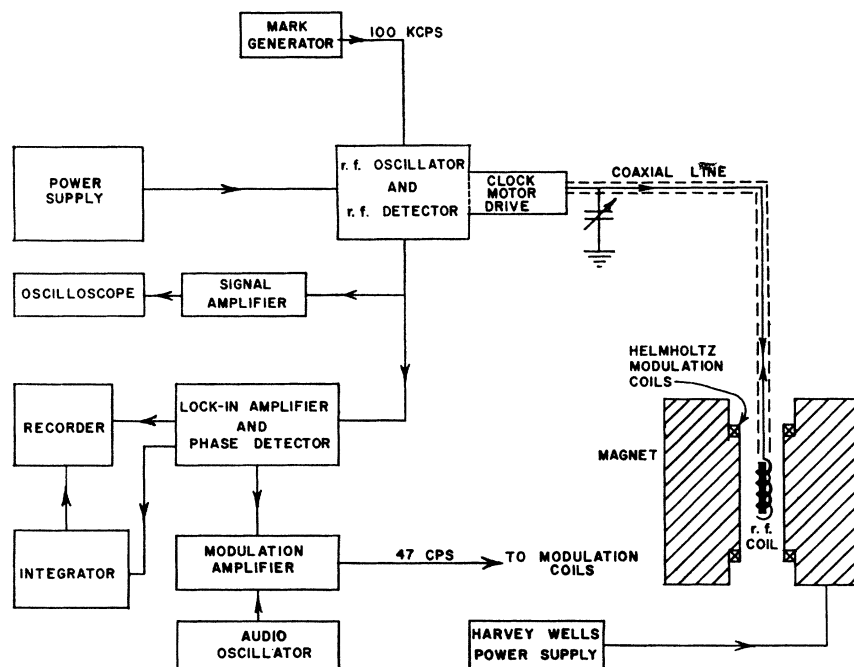 MARK
GENERATOR
100 KCPS
POWER
SUPPLY
r.f. OSCILLATOR
AND
r.f. DETECTOR
CLOCK
MOTOR
DRIVE
COAXIAL LINE
OSCILLOSCOPE
SIGNAL
AMPLIFIER
HELMHOLTZ
MODULATION
COILS
RECORDER
LOCK-IN AMPLIFIER
AND
PHASE DETECTOR
MAGNET
r.f.
COIL
INTEGRATOR
MODULATION
AMPLIFIER
47 CPS
TO MODULATION
COILS
AUDIO
OSCILLATOR
HARVEY WELLS
POWER SUPPLY